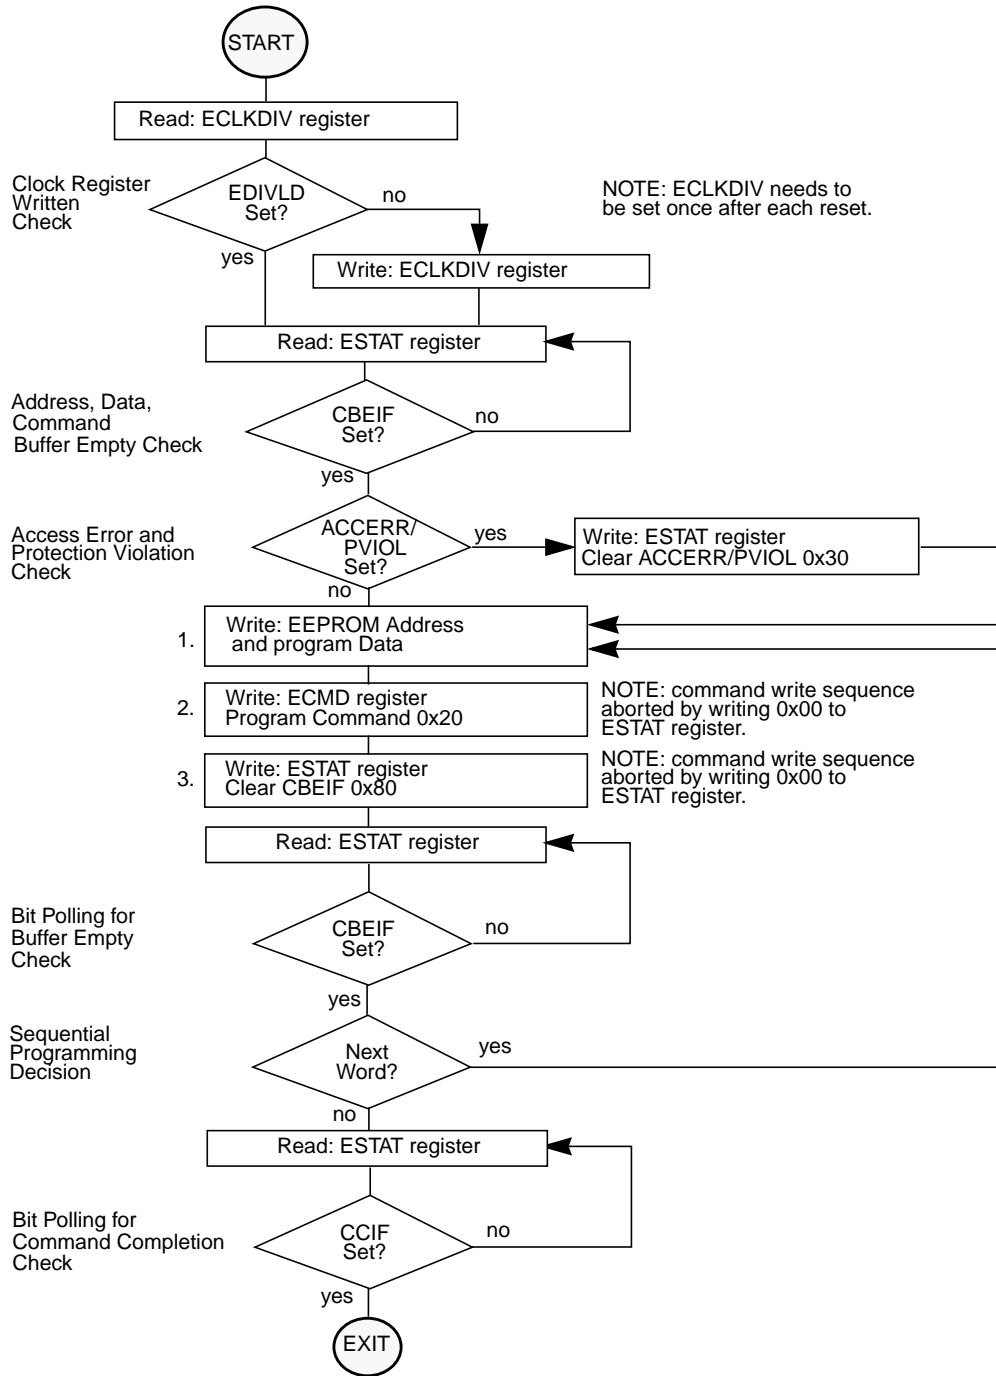 START
Read: ECLKDIV register
Clock Register
Written
Check
EDIVLD
Set?
no
yes
NOTE: ECLKDIV needs to
be set once after each reset.
Write: ECLKDIV register
Read: ESTAT register
Address, Data,
Command
Buffer Empty Check
CBEIF
Set?
no
yes
Access Error and
Protection Violation
Check
ACCERR/
PVIOL
Set?
yes
no
Write: ESTAT register
Clear ACCERR/PVIOL 0x30
1.
Write: EEPROM Address
and program Data
2.
Write: ECMD register
Program Command 0x20
NOTE: command write sequence
aborted by writing 0x00 to
ESTAT register.
3.
Write: ESTAT register
Clear CBEIF 0x80
NOTE: command write sequence
aborted by writing 0x00 to
ESTAT register.
Read: ESTAT register
Bit Polling for
Buffer Empty
Check
CBEIF
Set?
no
yes
Sequential
Programming
Decision
Next
Word?
yes
no
Read: ESTAT register
Bit Polling for
Command Completion
Check
CCIF
Set?
no
yes
EXIT